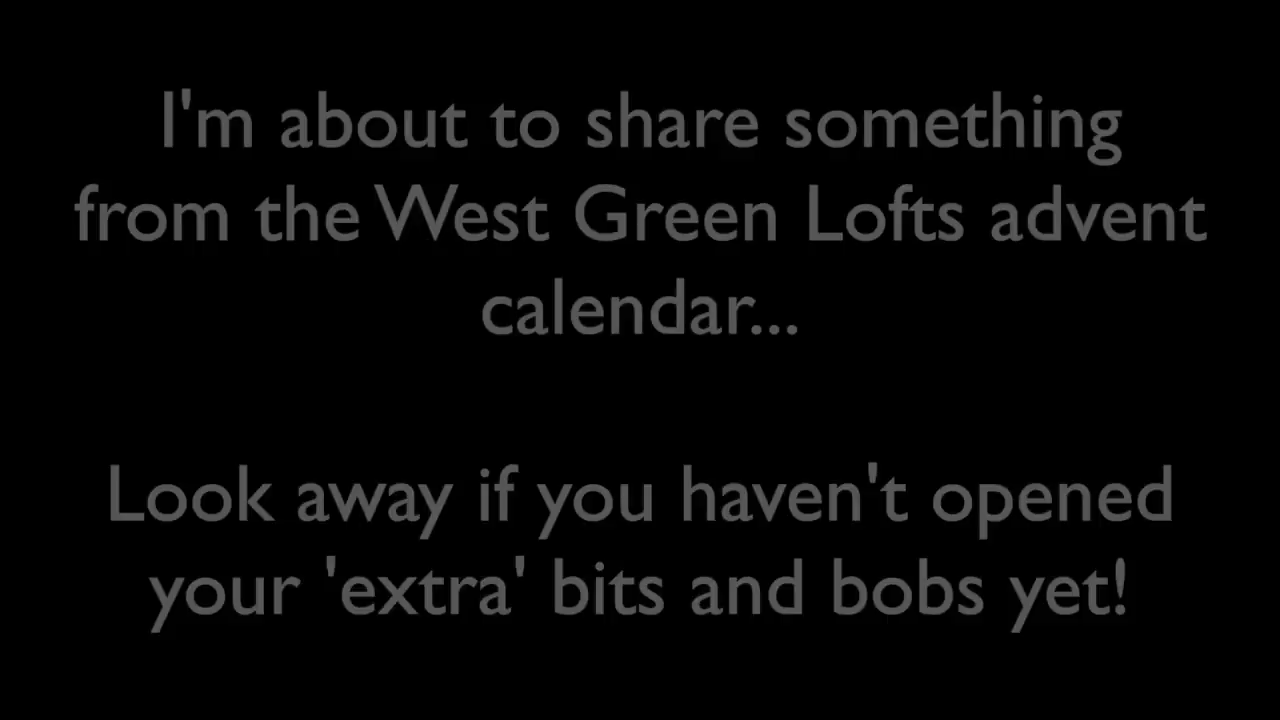 I'm about to share something
from the West Green Lofts advent
calendar...
Look away if you haven't opened
your 'extra' bits and bobs yet!